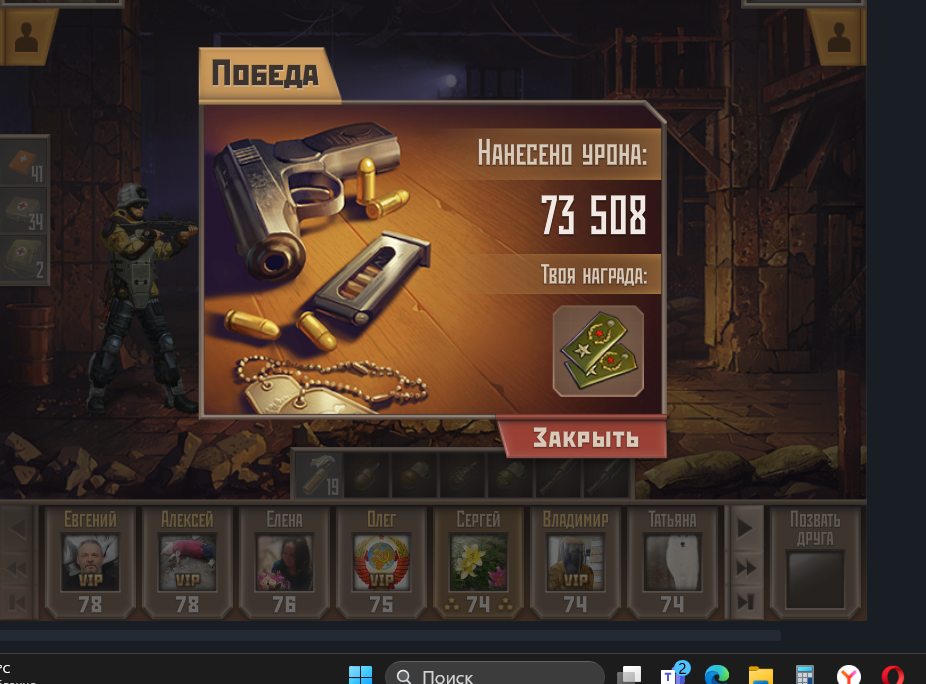 Победа
Нанесено урона:
73 508
Твоя награда:
Закрыть
41
34
2
19
Евгений
VIP
78
Алексей
VIP
78
Елена
76
Олег
VIP
75
Сергей
74
Владимир
VIP
74
Татьяна
74
Позвать
друга
°C
Поиск
2